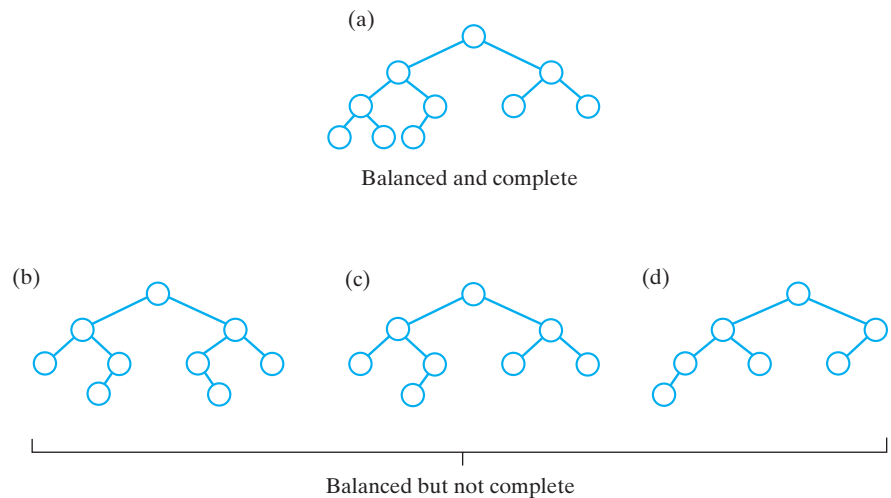 (a)
Balanced and complete
(b)
(c)
(d)
Balanced but not complete